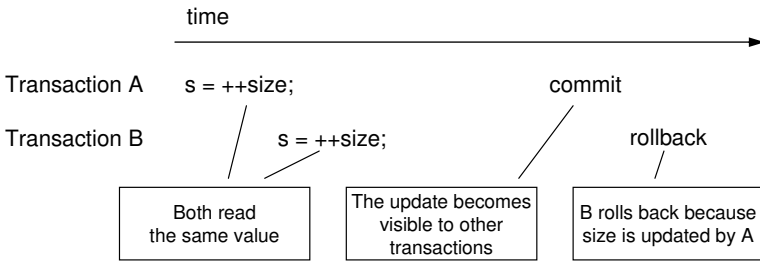 time
Transaction A s = ++size; commit
Transaction B s = ++size; rollback
Both read
the same value
The update becomes
visible to other
transactions
B rolls back because
size is updated by A